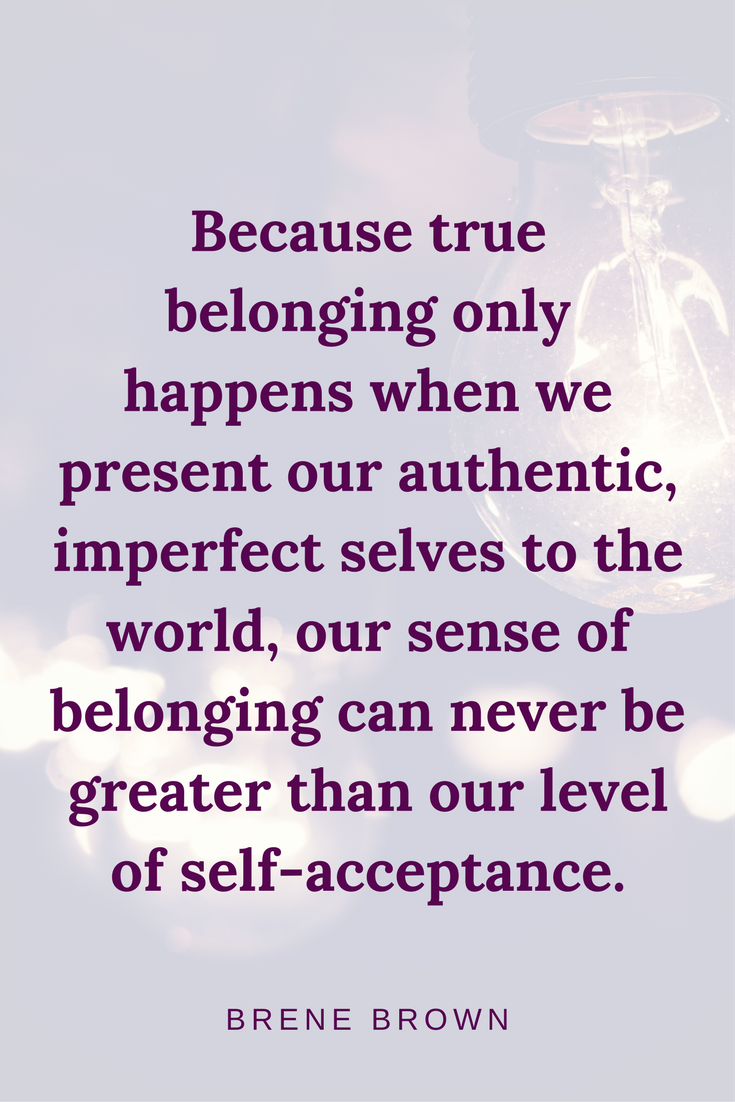 Because true
belonging only
happens when we
present our authentic,
imperfect selves to the
world, our sense of
belonging can never be
greater than our level
of self-acceptance.
BRENE BROWN